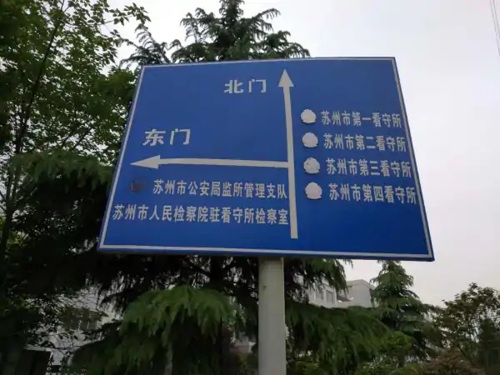 北门
东门
苏州市第一看守所
苏州市第二看守所
苏州市第三看守所
苏州市第四看守所
苏州市公安局监所管理支队
苏州市人民检察院驻看守所检察室